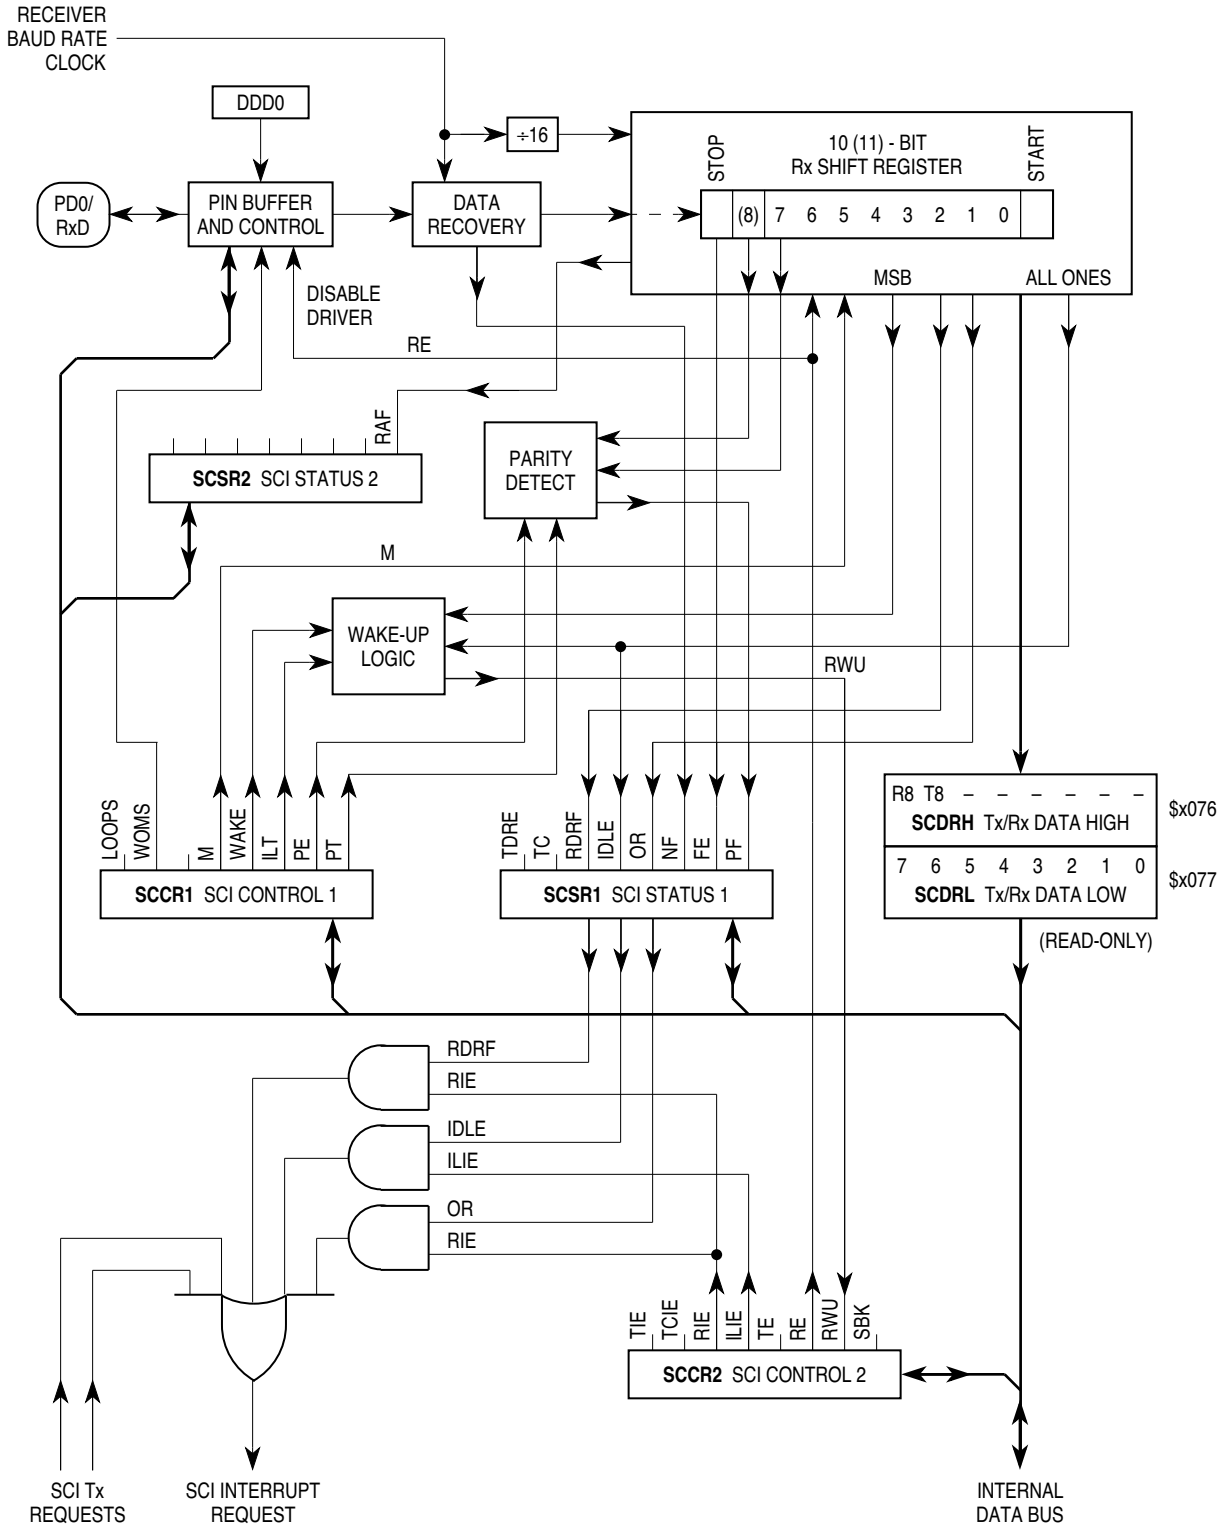 RECEIVER
BAUD RATE
CLOCK
DDD0
÷16
10 (11) - BIT
Rx SHIFT REGISTER
STOP
START
(8) 7 6 5 4 3 2 1 0
PD0/
RxD
PIN BUFFER
AND CONTROL
DATA
RECOVERY
MSB
ALL ONES
DISABLE
DRIVER
RE
RAF
SCSR2 SCI STATUS 2
PARITY
DETECT
M
WAKE-UP
LOGIC
RWU
LOOPS
WOMS
M
WAKE
ILT
PE
PT
SCCR1 SCI CONTROL 1
TDRE
TC
RDRF
IDLE
OR
NF
FE
PF
SCSR1 SCI STATUS 1
R8 T8 – – – – – –
SCDRH Tx/Rx DATA HIGH
$x076
7 6 5 4 3 2 1 0
SCDRL Tx/Rx DATA LOW
$x077
(READ-ONLY)
RDRF
RIE
IDLE
ILIE
OR
RIE
TIE
TCIE
RIE
ILIE
TE
RE
RWU
SBK
SCCR2 SCI CONTROL 2
SCI Tx
REQUESTS
SCI INTERRUPT
REQUEST
INTERNAL
DATA BUS